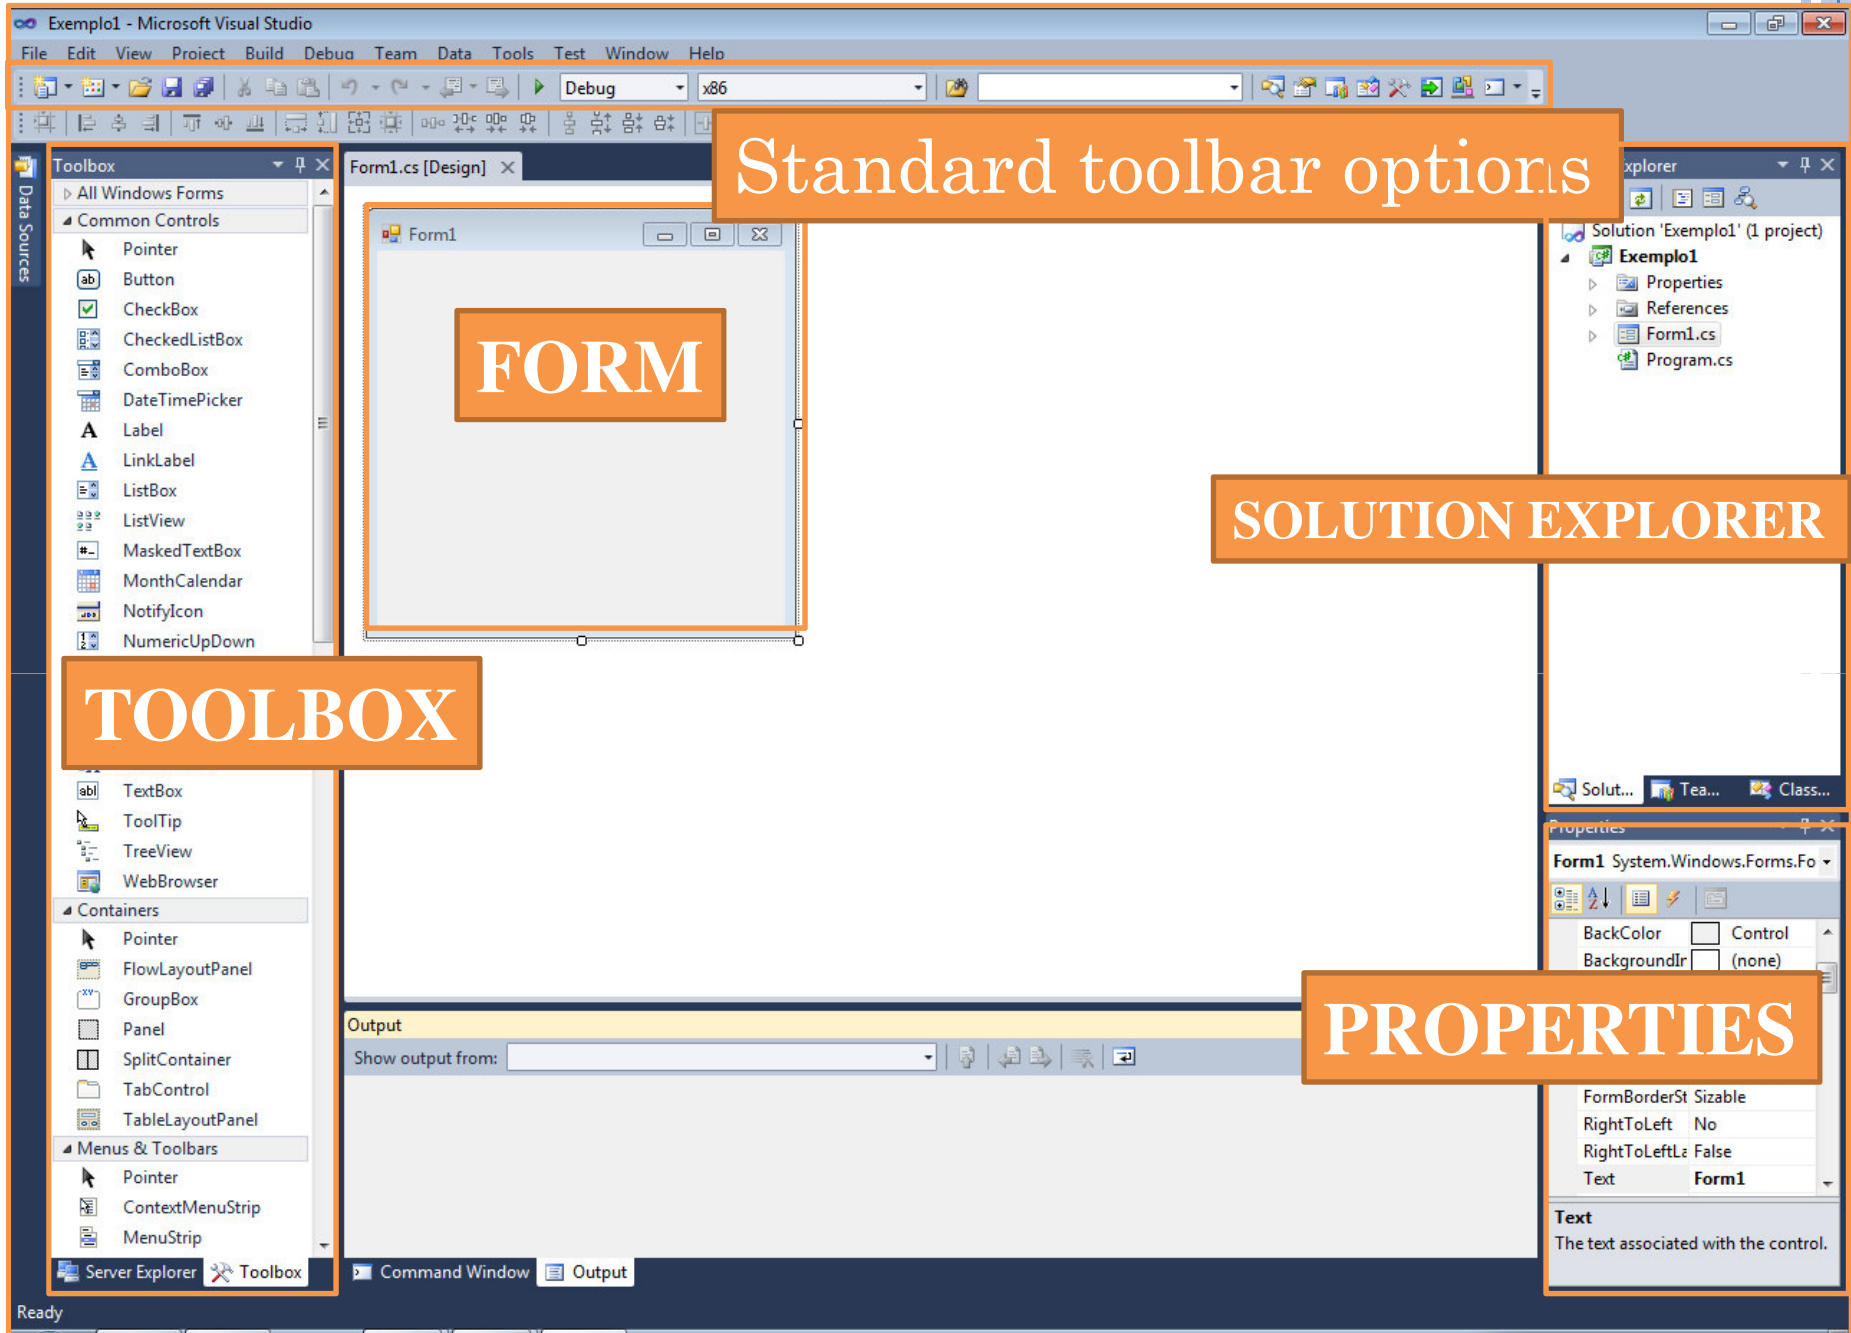 Exemplo1 - Microsoft Visual Studio
File Edit View Project Build Debug Team Data Tools Test Window Help
Debug x86
Standard toolbar options
Data Sources
Toolbox
All Windows Forms
Common Controls
Pointer
Button
CheckBox
CheckedListBox
ComboBox
DateTimePicker
Label
LinkLabel
ListBox
ListView
MaskedTextBox
MonthCalendar
NotifyIcon
NumericUpDown
TOOLBOX
TextBox
ToolTip
TreeView
WebBrowser
Containers
Pointer
FlowLayoutPanel
GroupBox
Panel
SplitContainer
TabControl
TableLayoutPanel
Menus & Toolbars
Pointer
ContextMenuStrip
MenuStrip
Server Explorer Toolbox
Form1.cs [Design]
Form1
FORM
Output
Show output from:
Command Window Output
xplorer
Solution 'Exemplo1' (1 project)
Exemplo1
Properties
References
Form1.cs
Program.cs
SOLUTION EXPLORER
Solut... Tea... Class...
Properties
Form1 System.Windows.Forms.Fo
BackColor Control
BackgroundIr (none)
PROPERTIES
FormBorderSt Sizable
RightToLeft No
RightToLeftLa False
Text Form1
Text
The text associated with the control.
Ready